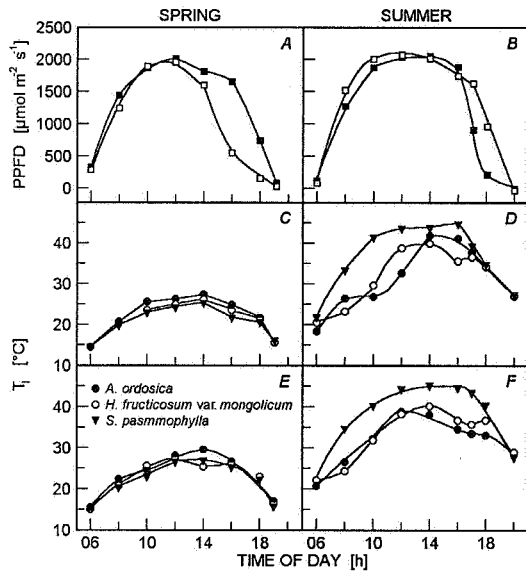 SPRING
SUMMER
A
B
2000
1500
1000
500
0
PPFD [µmol m⁻² s⁻¹]
C
D
40
30
20
10
Tl [°C]
E
F
A. ordosica
H. fructicosum var. mongolicum
S. pasmmophylla
40
30
20
10
06 10 14 18
06 10 14 18
TIME OF DAY [h]